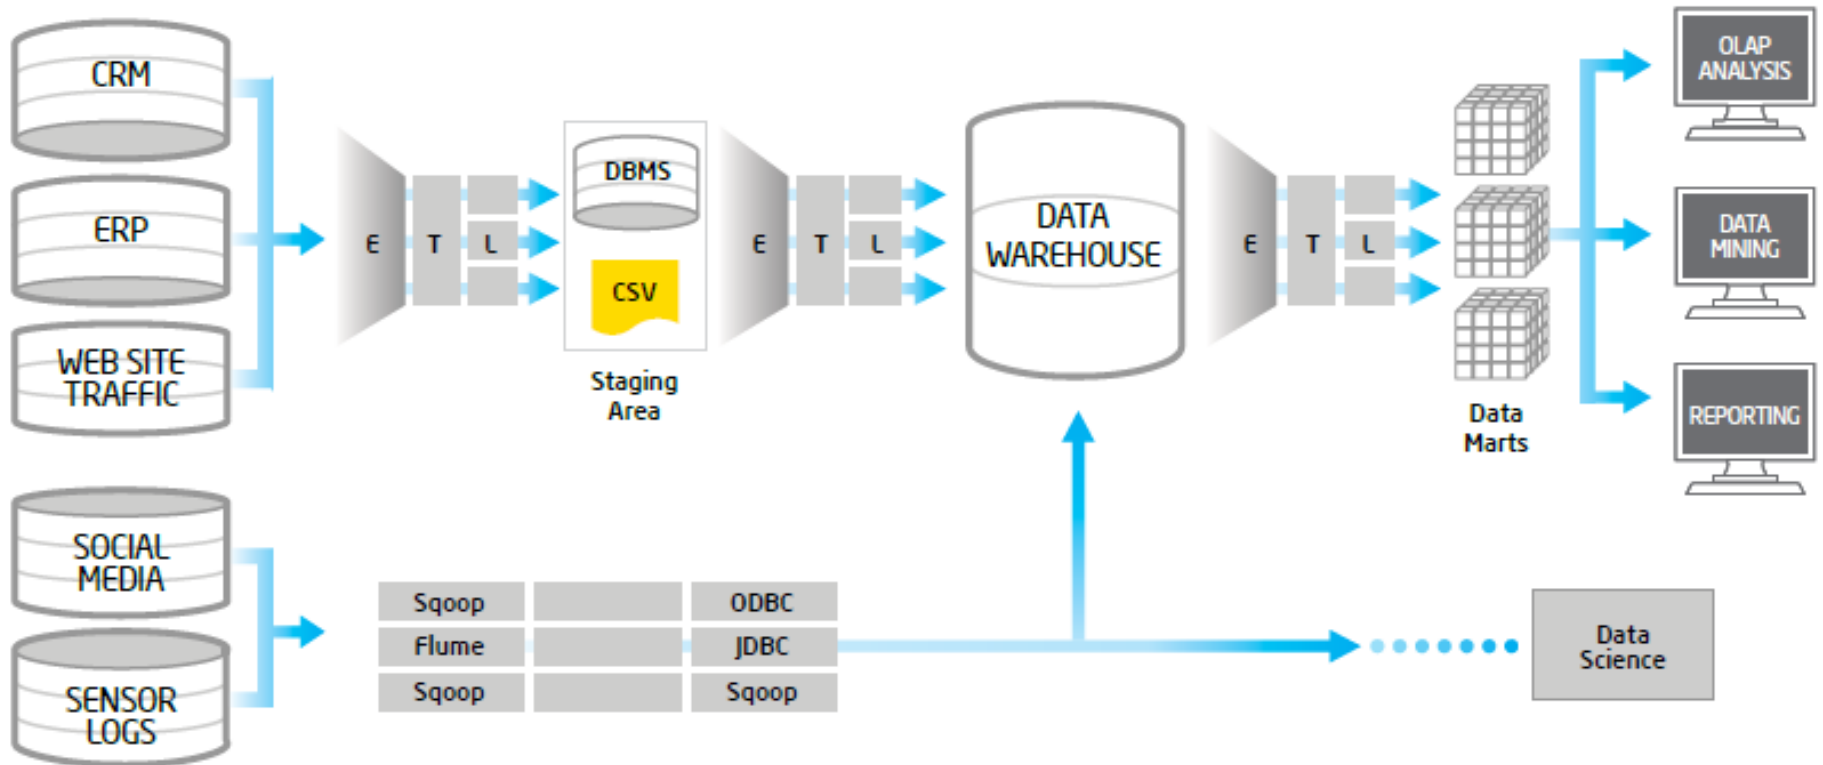 CRM
ERP
WEB SITE
TRAFFIC
E T L
DBMS
CSV
Staging
Area
E T L
DATA
WAREHOUSE
E T L
Data
Marts
OLAP
ANALYSIS
DATA
MINING
REPORTING
SOCIAL
MEDIA
SENSOR
LOGS
Sqoop ODBC
Flume JDBC
Sqoop Sqoop
Data
Science